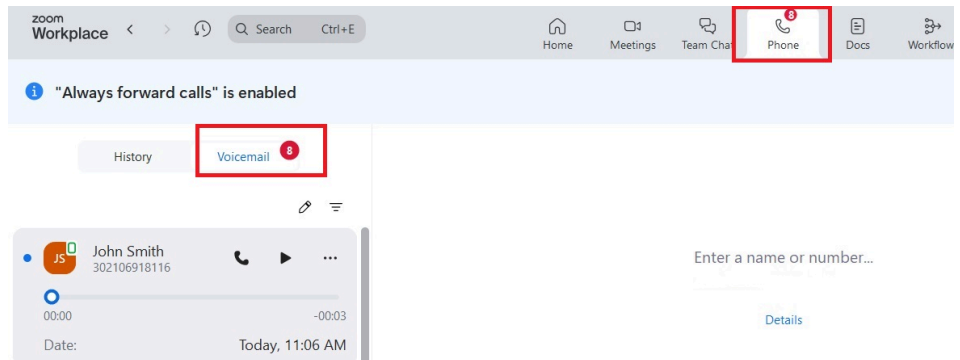 zoom
Workplace
Search Ctrl+E
Home Meetings Team Chat Phone 8 Docs Workflow
"Always forward calls" is enabled
History Voicemail 8
JS John Smith
302106918116
00:00 -00:03
Date: Today, 11:06 AM
Enter a name or number...
Details